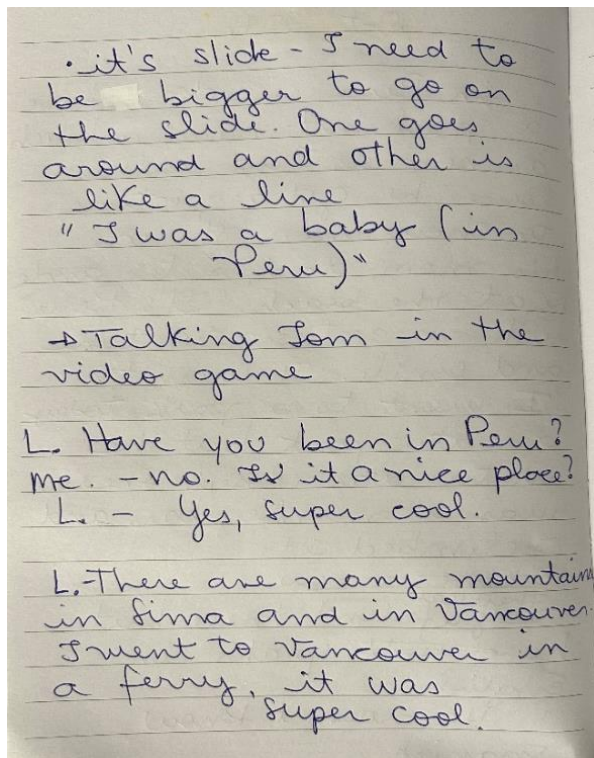 • it's slide - I need to
be bigger to go on
the slide. One goes
around and other is
like a line
" I was a baby (in
Peru)"
→ Talking Tom in the
video game
L. Have you been in Peru?
me. - no. Is it a nice place?
L. - Yes, super cool.
L.- There are many mountain
in Lima and in Vancouver.
I went to Vancouver in
a ferry, it was
super cool.